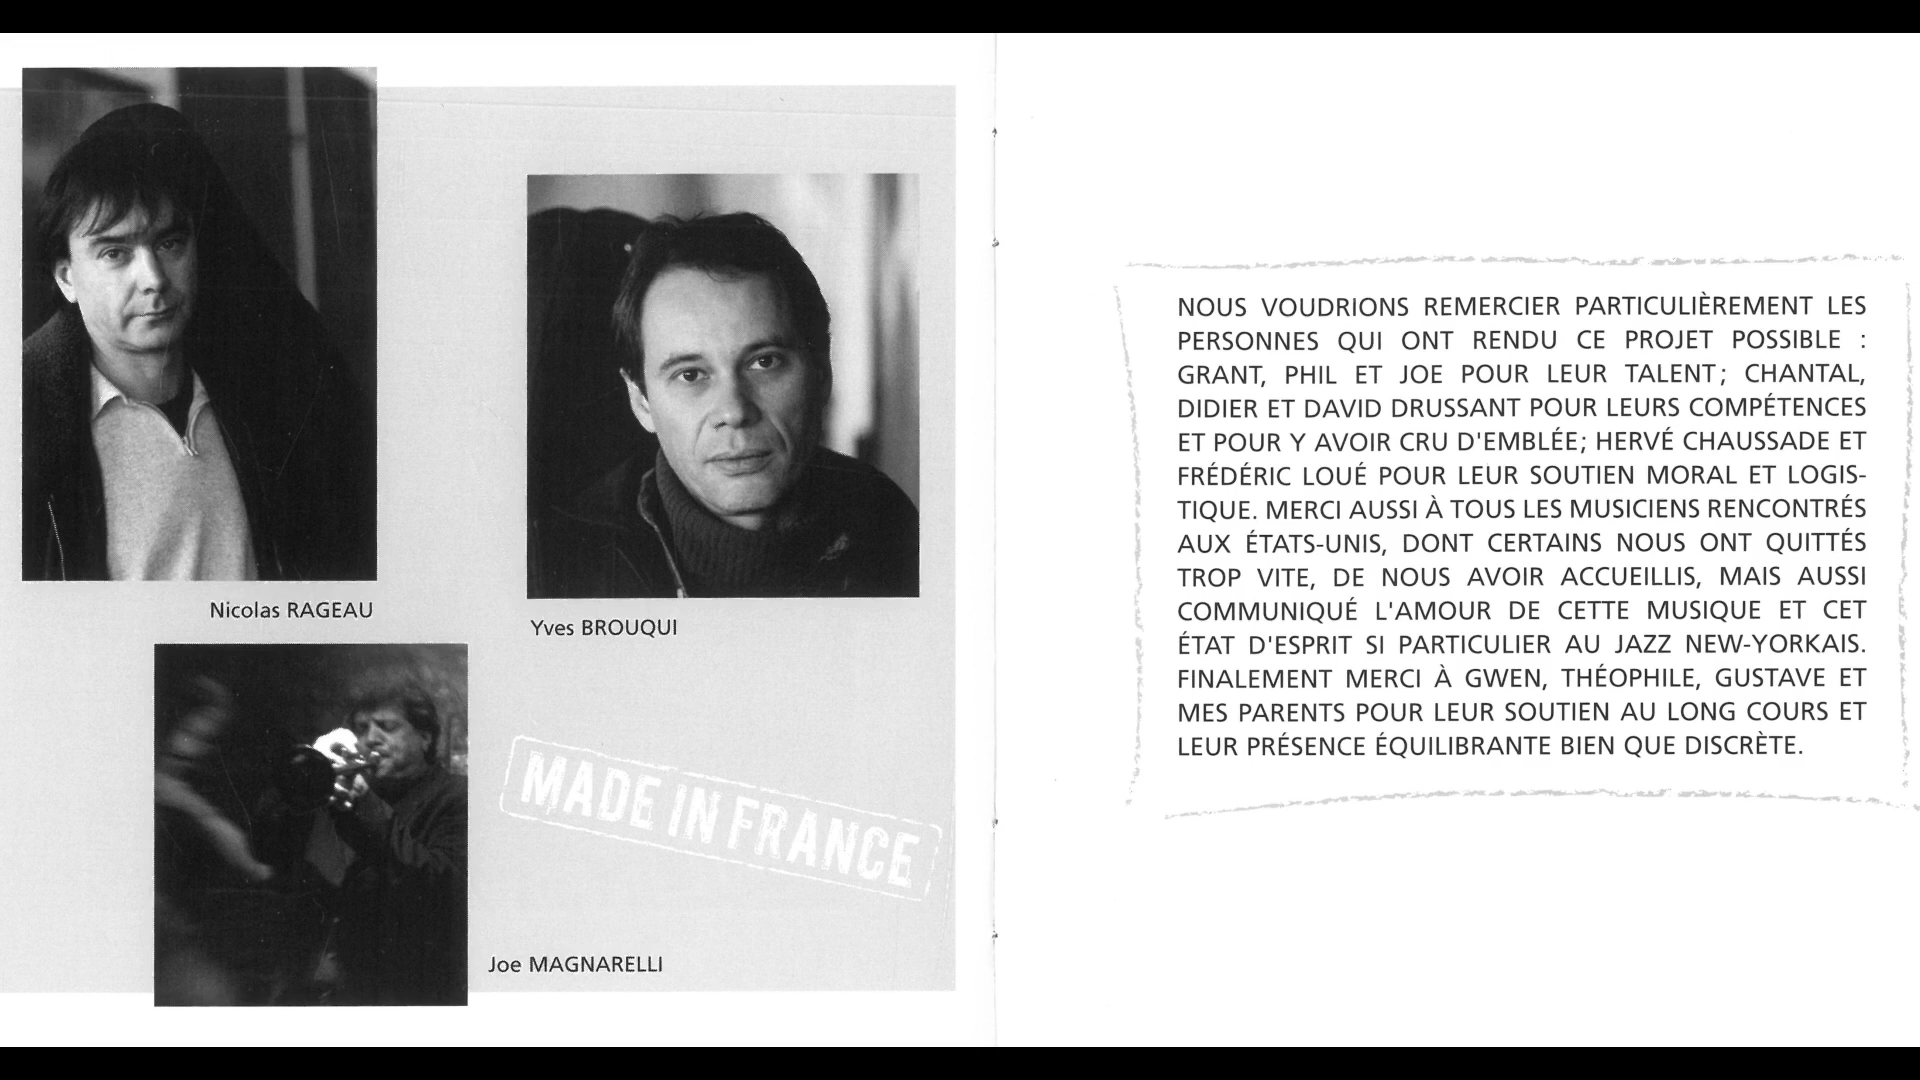 Nicolas RAGEAU
Yves BROUQUI
MADE IN FRANCE
Joe MAGNARELLI
NOUS VOUDRIONS REMERCIER PARTICULIÈREMENT LES
PERSONNES QUI ONT RENDU CE PROJET POSSIBLE :
GRANT, PHIL ET JOE POUR LEUR TALENT; CHANTAL,
DIDIER ET DAVID DRUSSANT POUR LEURS COMPÉTENCES
ET POUR Y AVOIR CRU D'EMBLÉE; HERVÉ CHAUSSADE ET
FRÉDÉRIC LOUÉ POUR LEUR SOUTIEN MORAL ET LOGIS-
TIQUE. MERCI AUSSI À TOUS LES MUSICIENS RENCONTRÉS
AUX ÉTATS-UNIS, DONT CERTAINS NOUS ONT QUITTÉS
TROP VITE, DE NOUS AVOIR ACCUEILLIS, MAIS AUSSI
COMMUNIQUÉ L'AMOUR DE CETTE MUSIQUE ET CET
ÉTAT D'ESPRIT SI PARTICULIER AU JAZZ NEW-YORKAIS.
FINALEMENT MERCI À GWEN, THÉOPHILE, GUSTAVE ET
MES PARENTS POUR LEUR SOUTIEN AU LONG COURS ET
LEUR PRÉSENCE ÉQUILIBRANTE BIEN QUE DISCRÈTE.